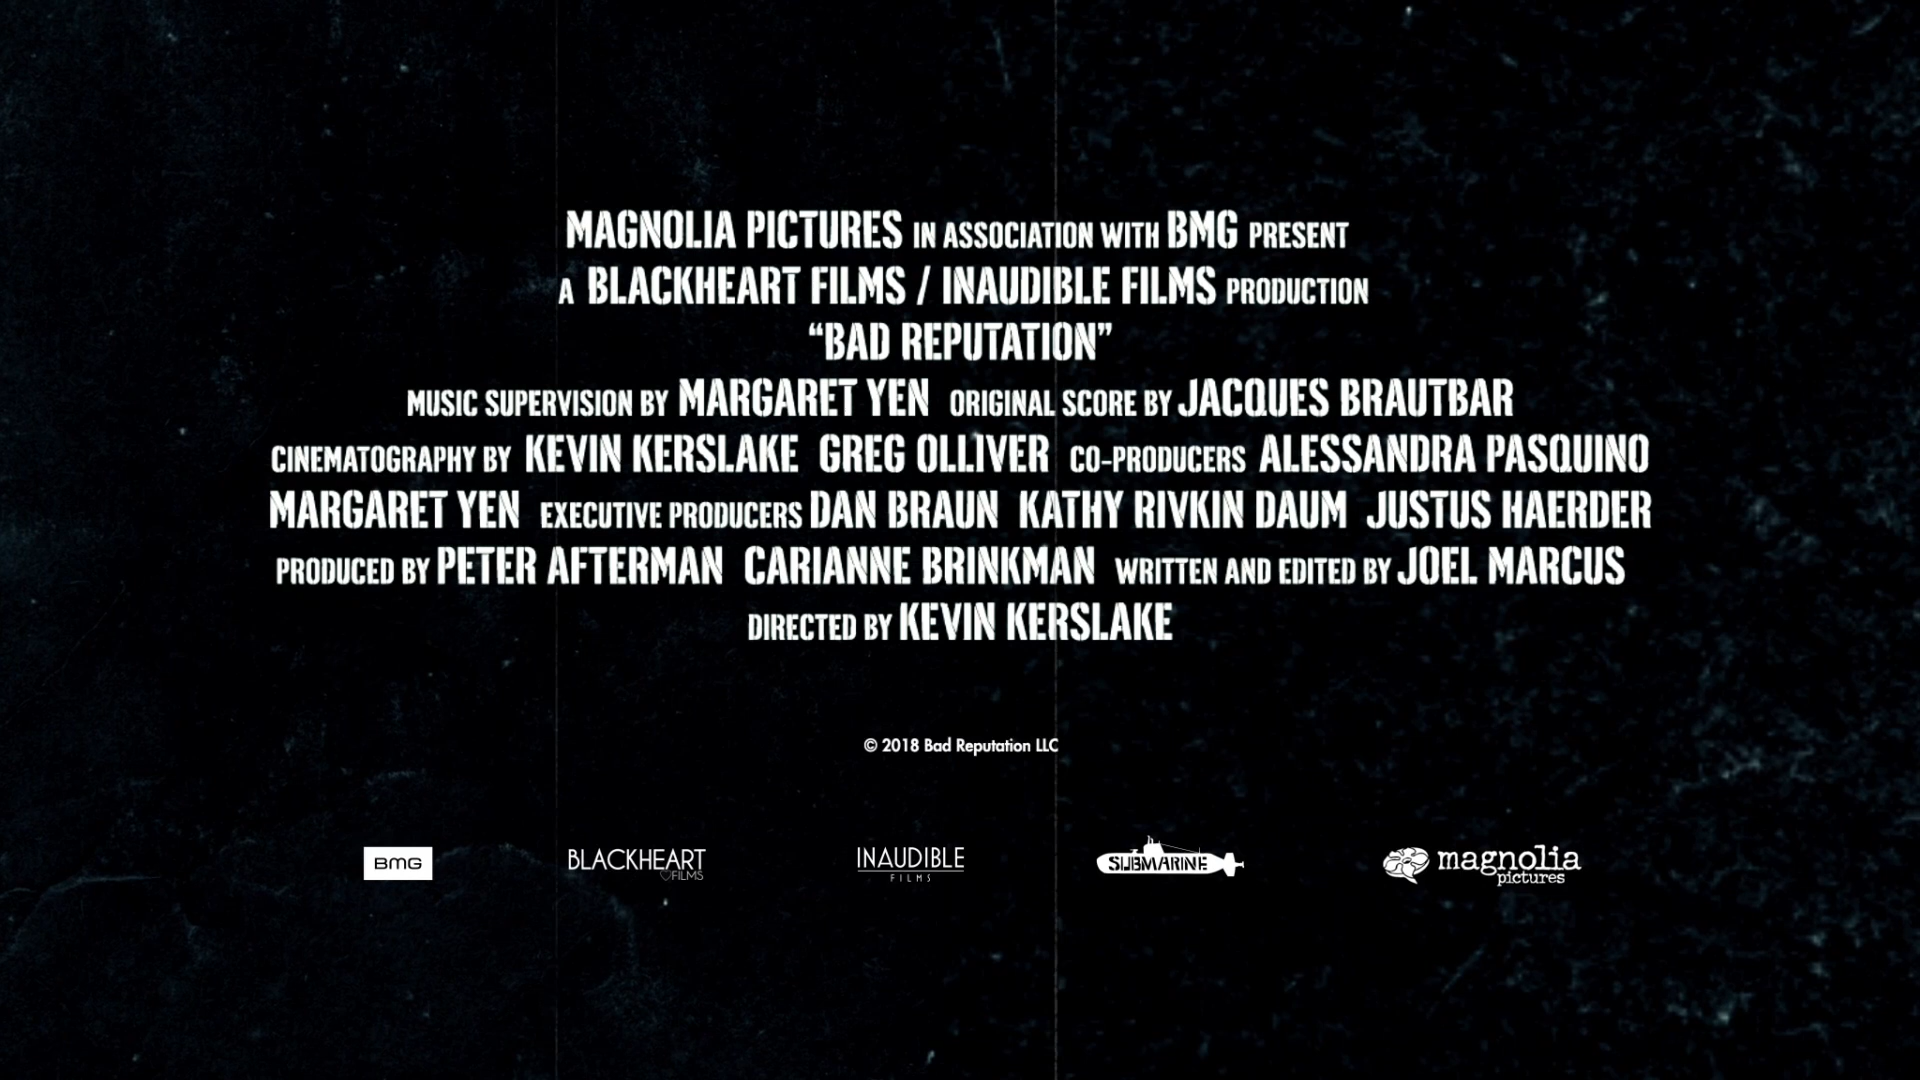 MAGNOLIA PICTURES IN ASSOCIATION WITH BMG PRESENT
A BLACKHEART FILMS / INAUDIBLE FILMS PRODUCTION
“BAD REPUTATION”
MUSIC SUPERVISION BY MARGARET YEN ORIGINAL SCORE BY JACQUES BRAUTBAR
CINEMATOGRAPHY BY KEVIN KERSLAKE GREG OLLIVER CO-PRODUCERS ALESSANDRA PASQUINO
MARGARET YEN EXECUTIVE PRODUCERS DAN BRAUN KATHY RIVKIN DAUM JUSTUS HAERDER
PRODUCED BY PETER AFTERMAN CARIANNE BRINKMAN WRITTEN AND EDITED BY JOEL MARCUS
DIRECTED BY KEVIN KERSLAKE
© 2018 Bad Reputation LLC
BMG
BLACKHEART
FILMS
INAUDIBLE
FILMS
SUBMARINE
magnolia
pictures